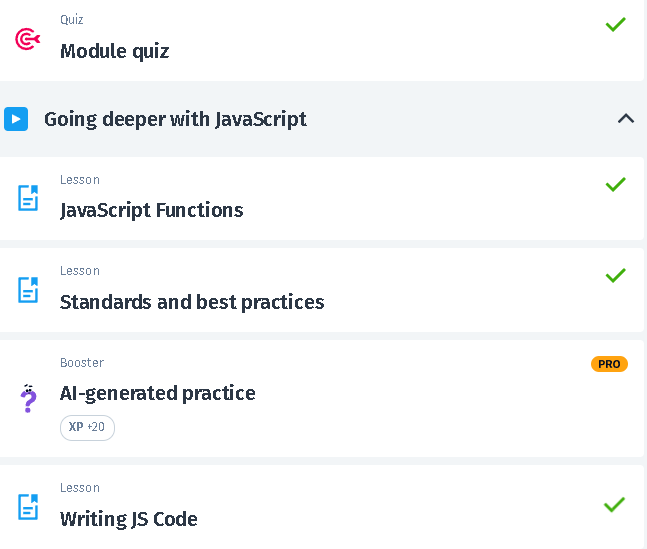 Quiz
Module quiz
Going deeper with JavaScript
Lesson
JavaScript Functions
Lesson
Standards and best practices
Booster
PRO
AI-generated practice
XP +20
Lesson
Writing JS Code